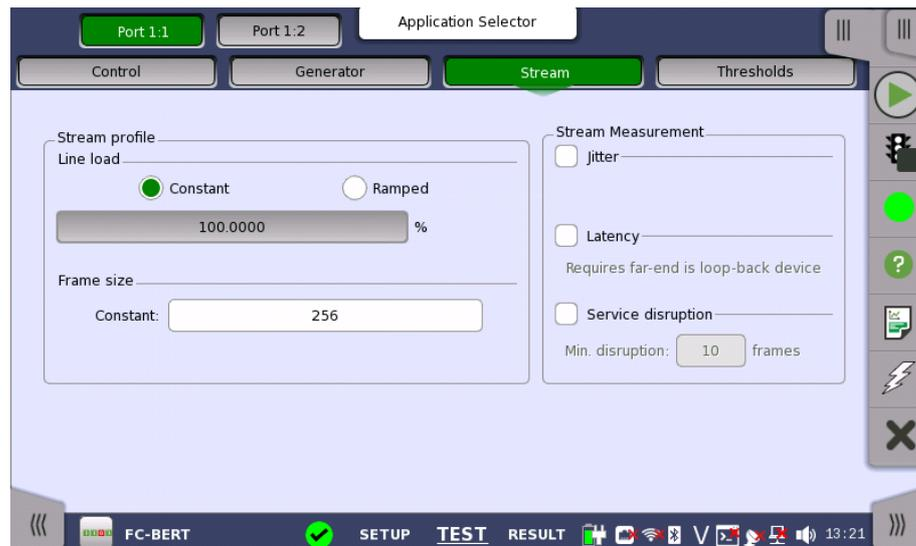 Port 1:1 Port 1:2 Application Selector
Control Generator Stream Thresholds
Stream profile
Line load
Constant Ramped
100.0000 %
Frame size
Constant: 256
Stream Measurement
Jitter
Latency
Requires far-end is loop-back device
Service disruption
Min. disruption: 10 frames
FC-BERT SETUP TEST RESULT V 13:21